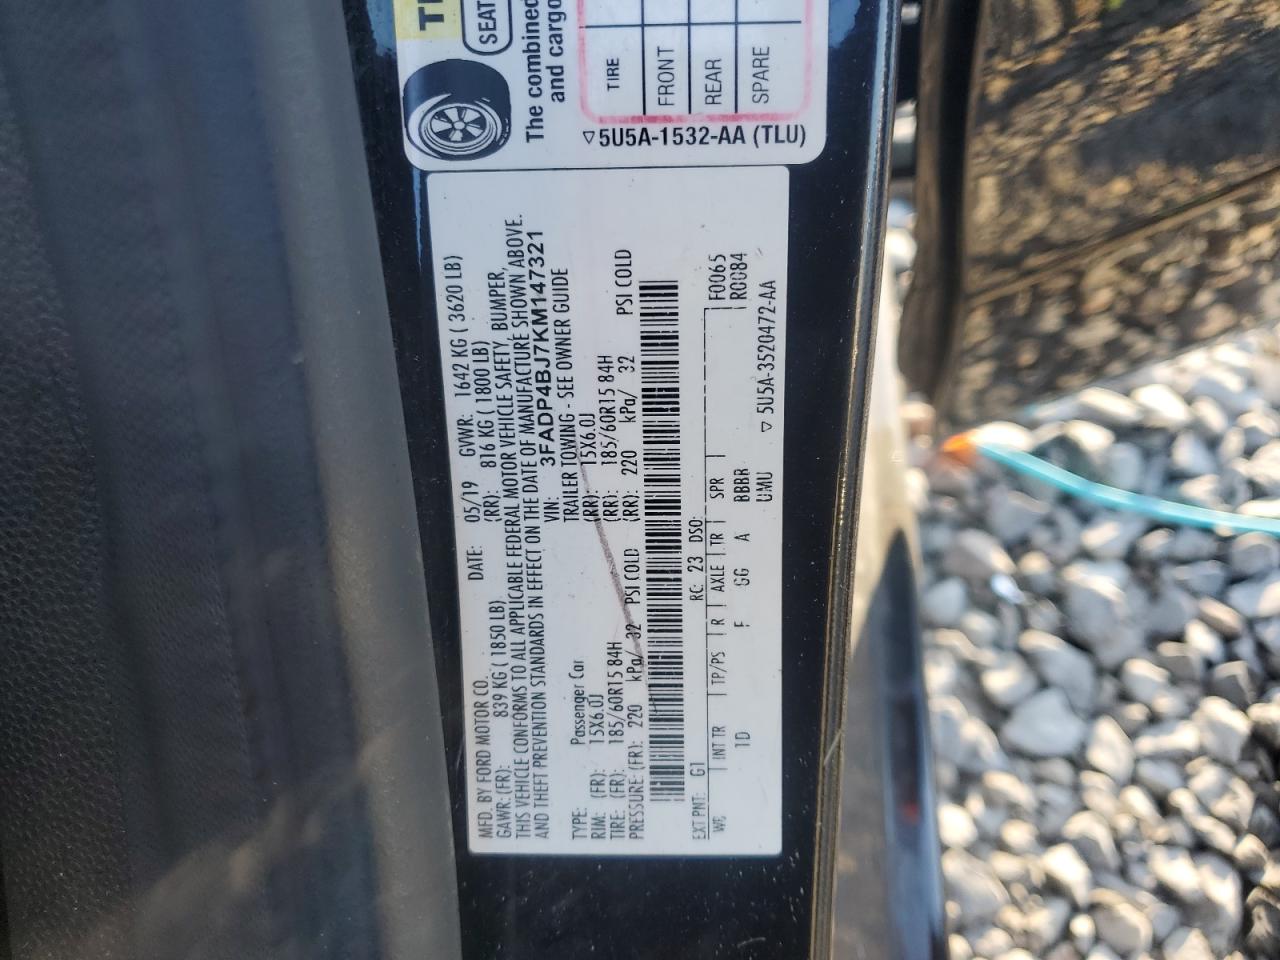 SEAT
The combined
and cargo
TIRE
FRONT
REAR
SPARE
▽5U5A-1532-AA (TLU)
MFD. BY FORD MOTOR CO.
DATE: 05/19 GVWR: 1642 KG ( 3620 LB)
GAWR: (FR): 839 KG ( 1850 LB) (RR): 816 KG ( 1800 LB)
THIS VEHICLE CONFORMS TO ALL APPLICABLE FEDERAL MOTOR VEHICLE SAFETY, BUMPER,
AND THEFT PREVENTION STANDARDS IN EFFECT ON THE DATE OF MANUFACTURE SHOWN ABOVE.
VIN: 3FADP4BJ7KM147321
TYPE: Passenger Car TRAILER TOWING - SEE OWNER GUIDE
RIM: (FR): 15X6.0J (RR): 15X6.0J
TIRE: (FR): 185/60R15 84H (RR): 185/60R15 84H
PRESSURE: (FR): 220 kPa/ 32 PSI COLD (RR): 220 kPa/ 32 PSI COLD
EXT PNT: G1 RC: 23 DSO:
WB INT TR TP/PS R AXLE TR SPR F0065
1D F GG A BBBR R0084
UMU ▽ 5U5A-3520472-AA